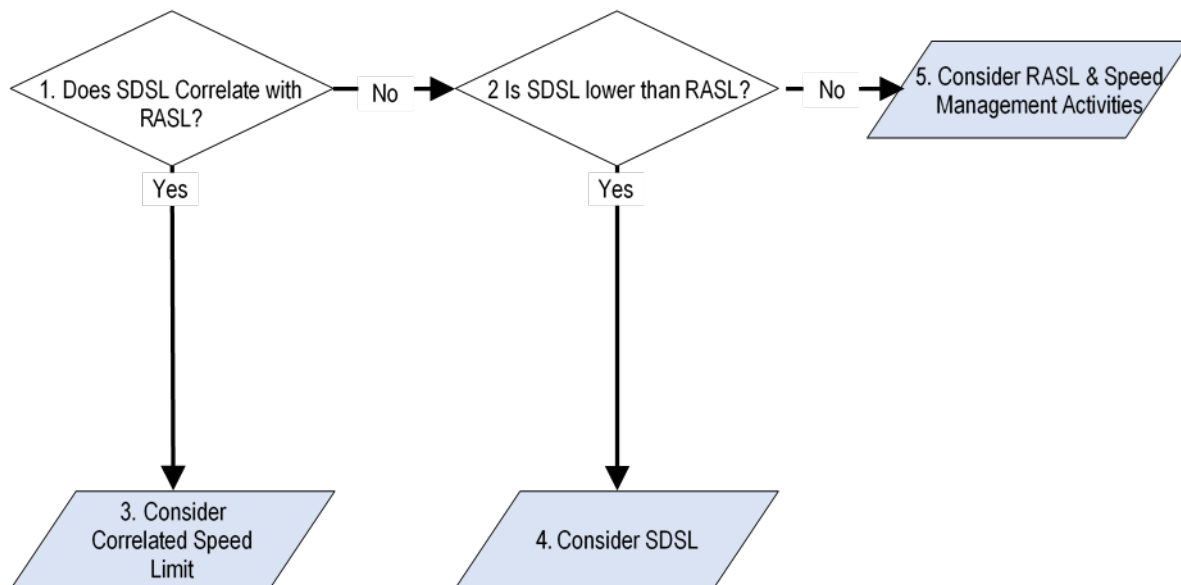 1. Does SDSL Correlate with
RASL?
No
2 Is SDSL lower than RASL?
No
5. Consider RASL & Speed
Management Activities
Yes
Yes
3. Consider
Correlated Speed
Limit
4. Consider SDSL